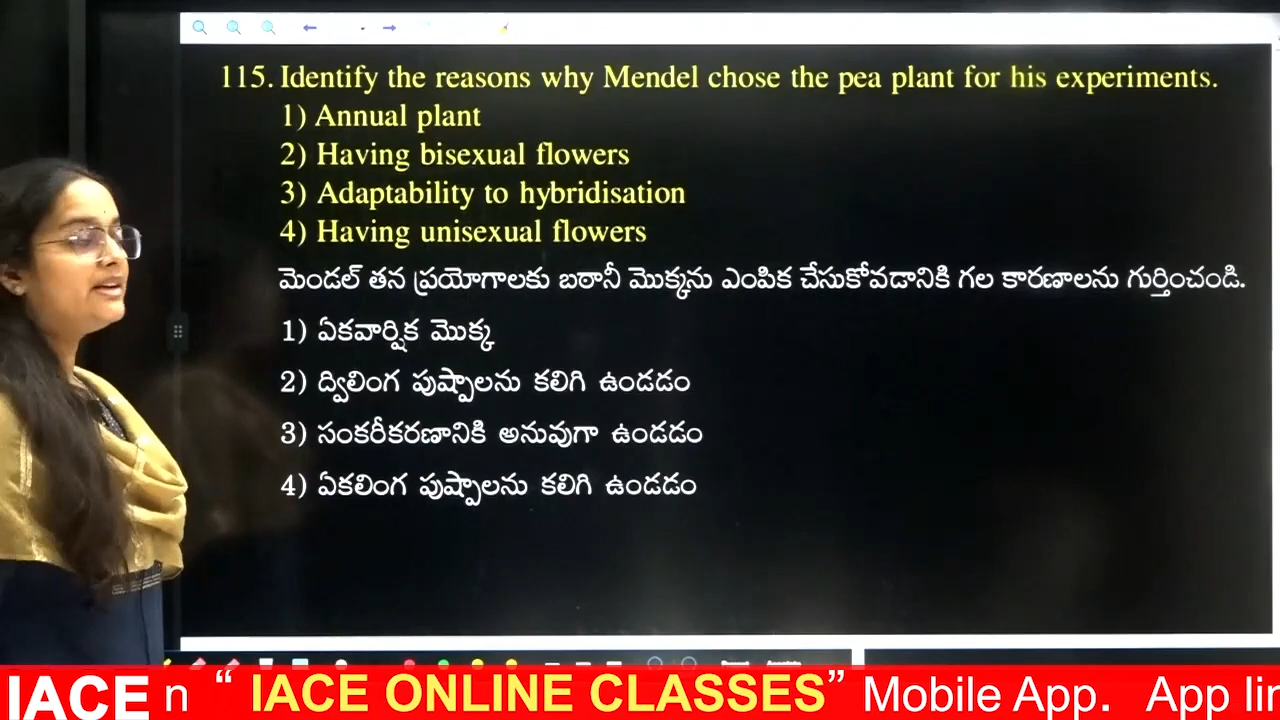 115. Identify the reasons why Mendel chose the pea plant for his experiments.
1) Annual plant
2) Having bisexual flowers
3) Adaptability to hybridisation
4) Having unisexual flowers
మెండల్ తన ప్రయోగాలకు బఠానీ మొక్కను ఎంపిక చేసుకోవడానికి గల కారణాలను గుర్తించండి.
1) ఏకవార్షిక మొక్క
2) ద్విలింగ పుష్పాలను కలిగి ఉండడం
3) సంకరీకరణానికి అనువుగా ఉండడం
4) ఏకలింగ పుష్పాలను కలిగి ఉండడం
IACE n “ IACE ONLINE CLASSES” Mobile App. App lin